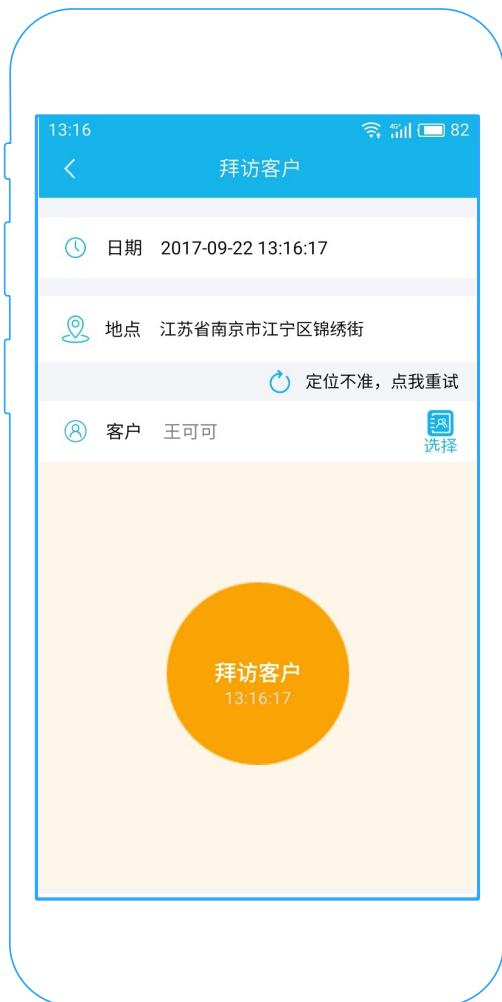 13:16 4G 82
拜访客户
日期 2017-09-22 13:16:17
地点 江苏省南京市江宁区锦绣街
定位不准，点我重试
客户 王可可
选择
拜访客户
13:16:17